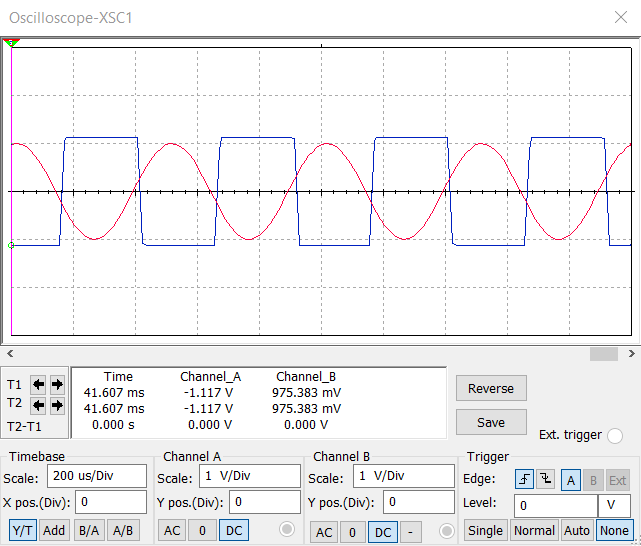 Oscilloscope-XSC1
Time Channel_A Channel_B
T1 41.607 ms -1.117 V 975.383 mV
T2 41.607 ms -1.117 V 975.383 mV
T2-T1 0.000 s 0.000 V 0.000 V
Reverse
Save
Ext. trigger
Timebase
Scale: 200 us/Div
X pos.(Div): 0
Y/T Add B/A A/B
Channel A
Scale: 1 V/Div
Y pos.(Div): 0
AC 0 DC
Channel B
Scale: 1 V/Div
Y pos.(Div): 0
AC 0 DC -
Trigger
Edge: A B Ext
Level: 0 V
Single Normal Auto None